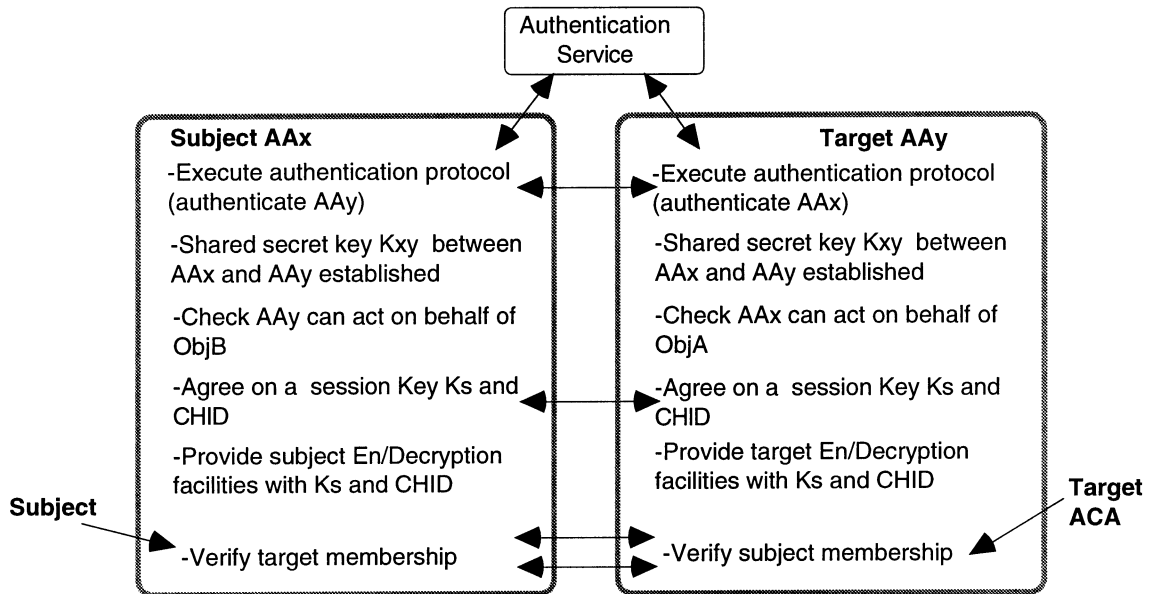 Authentication
Service
Subject AAx
-Execute authentication protocol
(authenticate AAy)
-Shared secret key Kxy between
AAx and AAy established
-Check AAy can act on behalf of
ObjB
-Agree on a session Key Ks and
CHID
-Provide subject En/Decryption
facilities with Ks and CHID
-Verify target membership
Target AAy
-Execute authentication protocol
(authenticate AAx)
-Shared secret key Kxy between
AAx and AAy established
-Check AAx can act on behalf of
ObjA
-Agree on a session Key Ks and
CHID
-Provide target En/Decryption
facilities with Ks and CHID
-Verify subject membership
Subject
Target
ACA